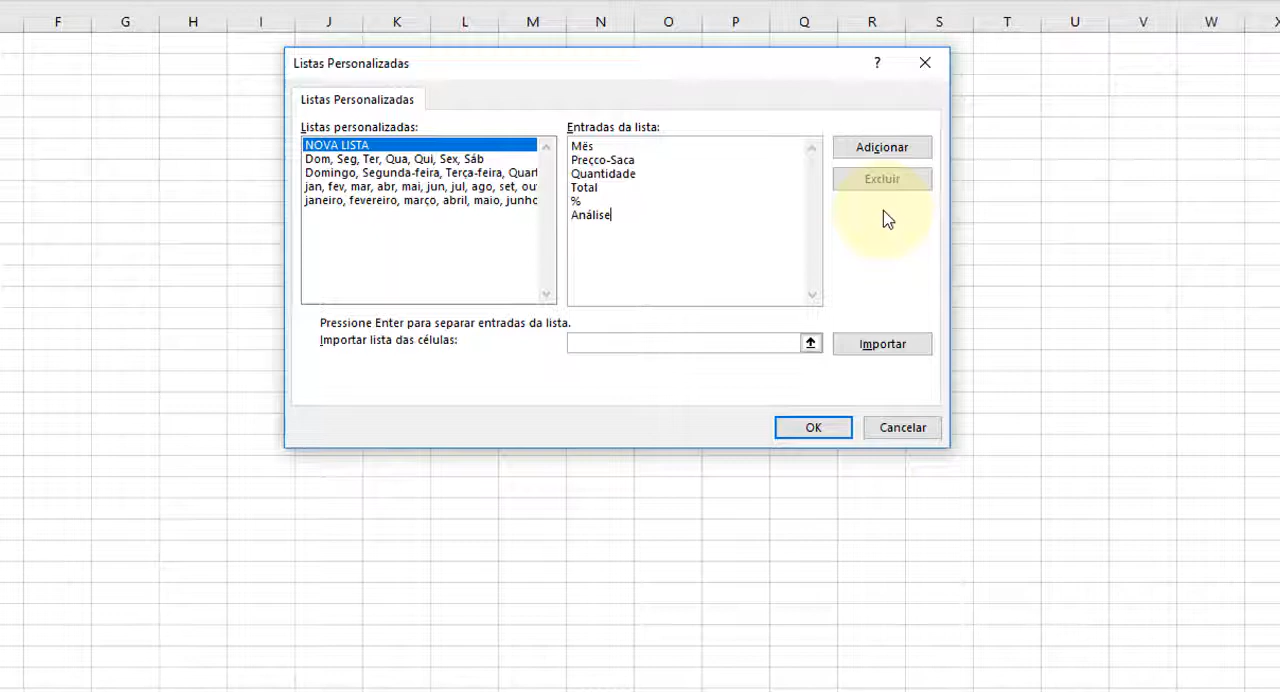 F G H I J K L M N O P Q R S T U V W X
Listas Personalizadas ?
Listas Personalizadas
Listas personalizadas: Entradas da lista:
NOVA LISTA
Dom, Seg, Ter, Qua, Qui, Sex, Sáb
Domingo, Segunda-feira, Terça-feira, Quart
jan, fev, mar, abr, mai, jun, jul, ago, set, ou
janeiro, fevereiro, março, abril, maio, junho
Mës
Precço-Saca
Quantidade
Total
%
Análise
Adicionar
Excluir
Pressione Enter para separar entradas da lista.
Importar lista das células:
Importar
OK Cancelar